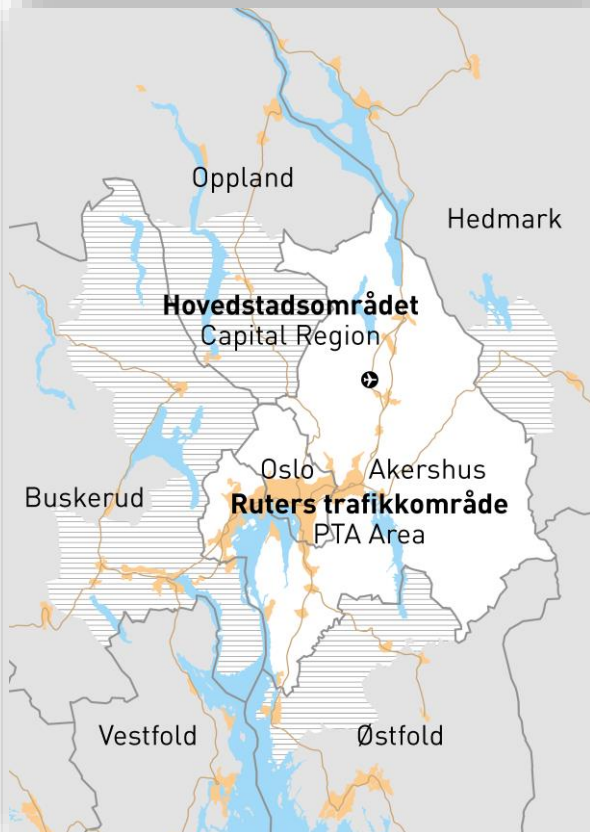 Oppland
Hedmark
Hovedstadsområdet
Capital Region
Oslo
Akershus
Buskerud
Ruters trafikkområde
PTA Area
Vestfold
Østfold